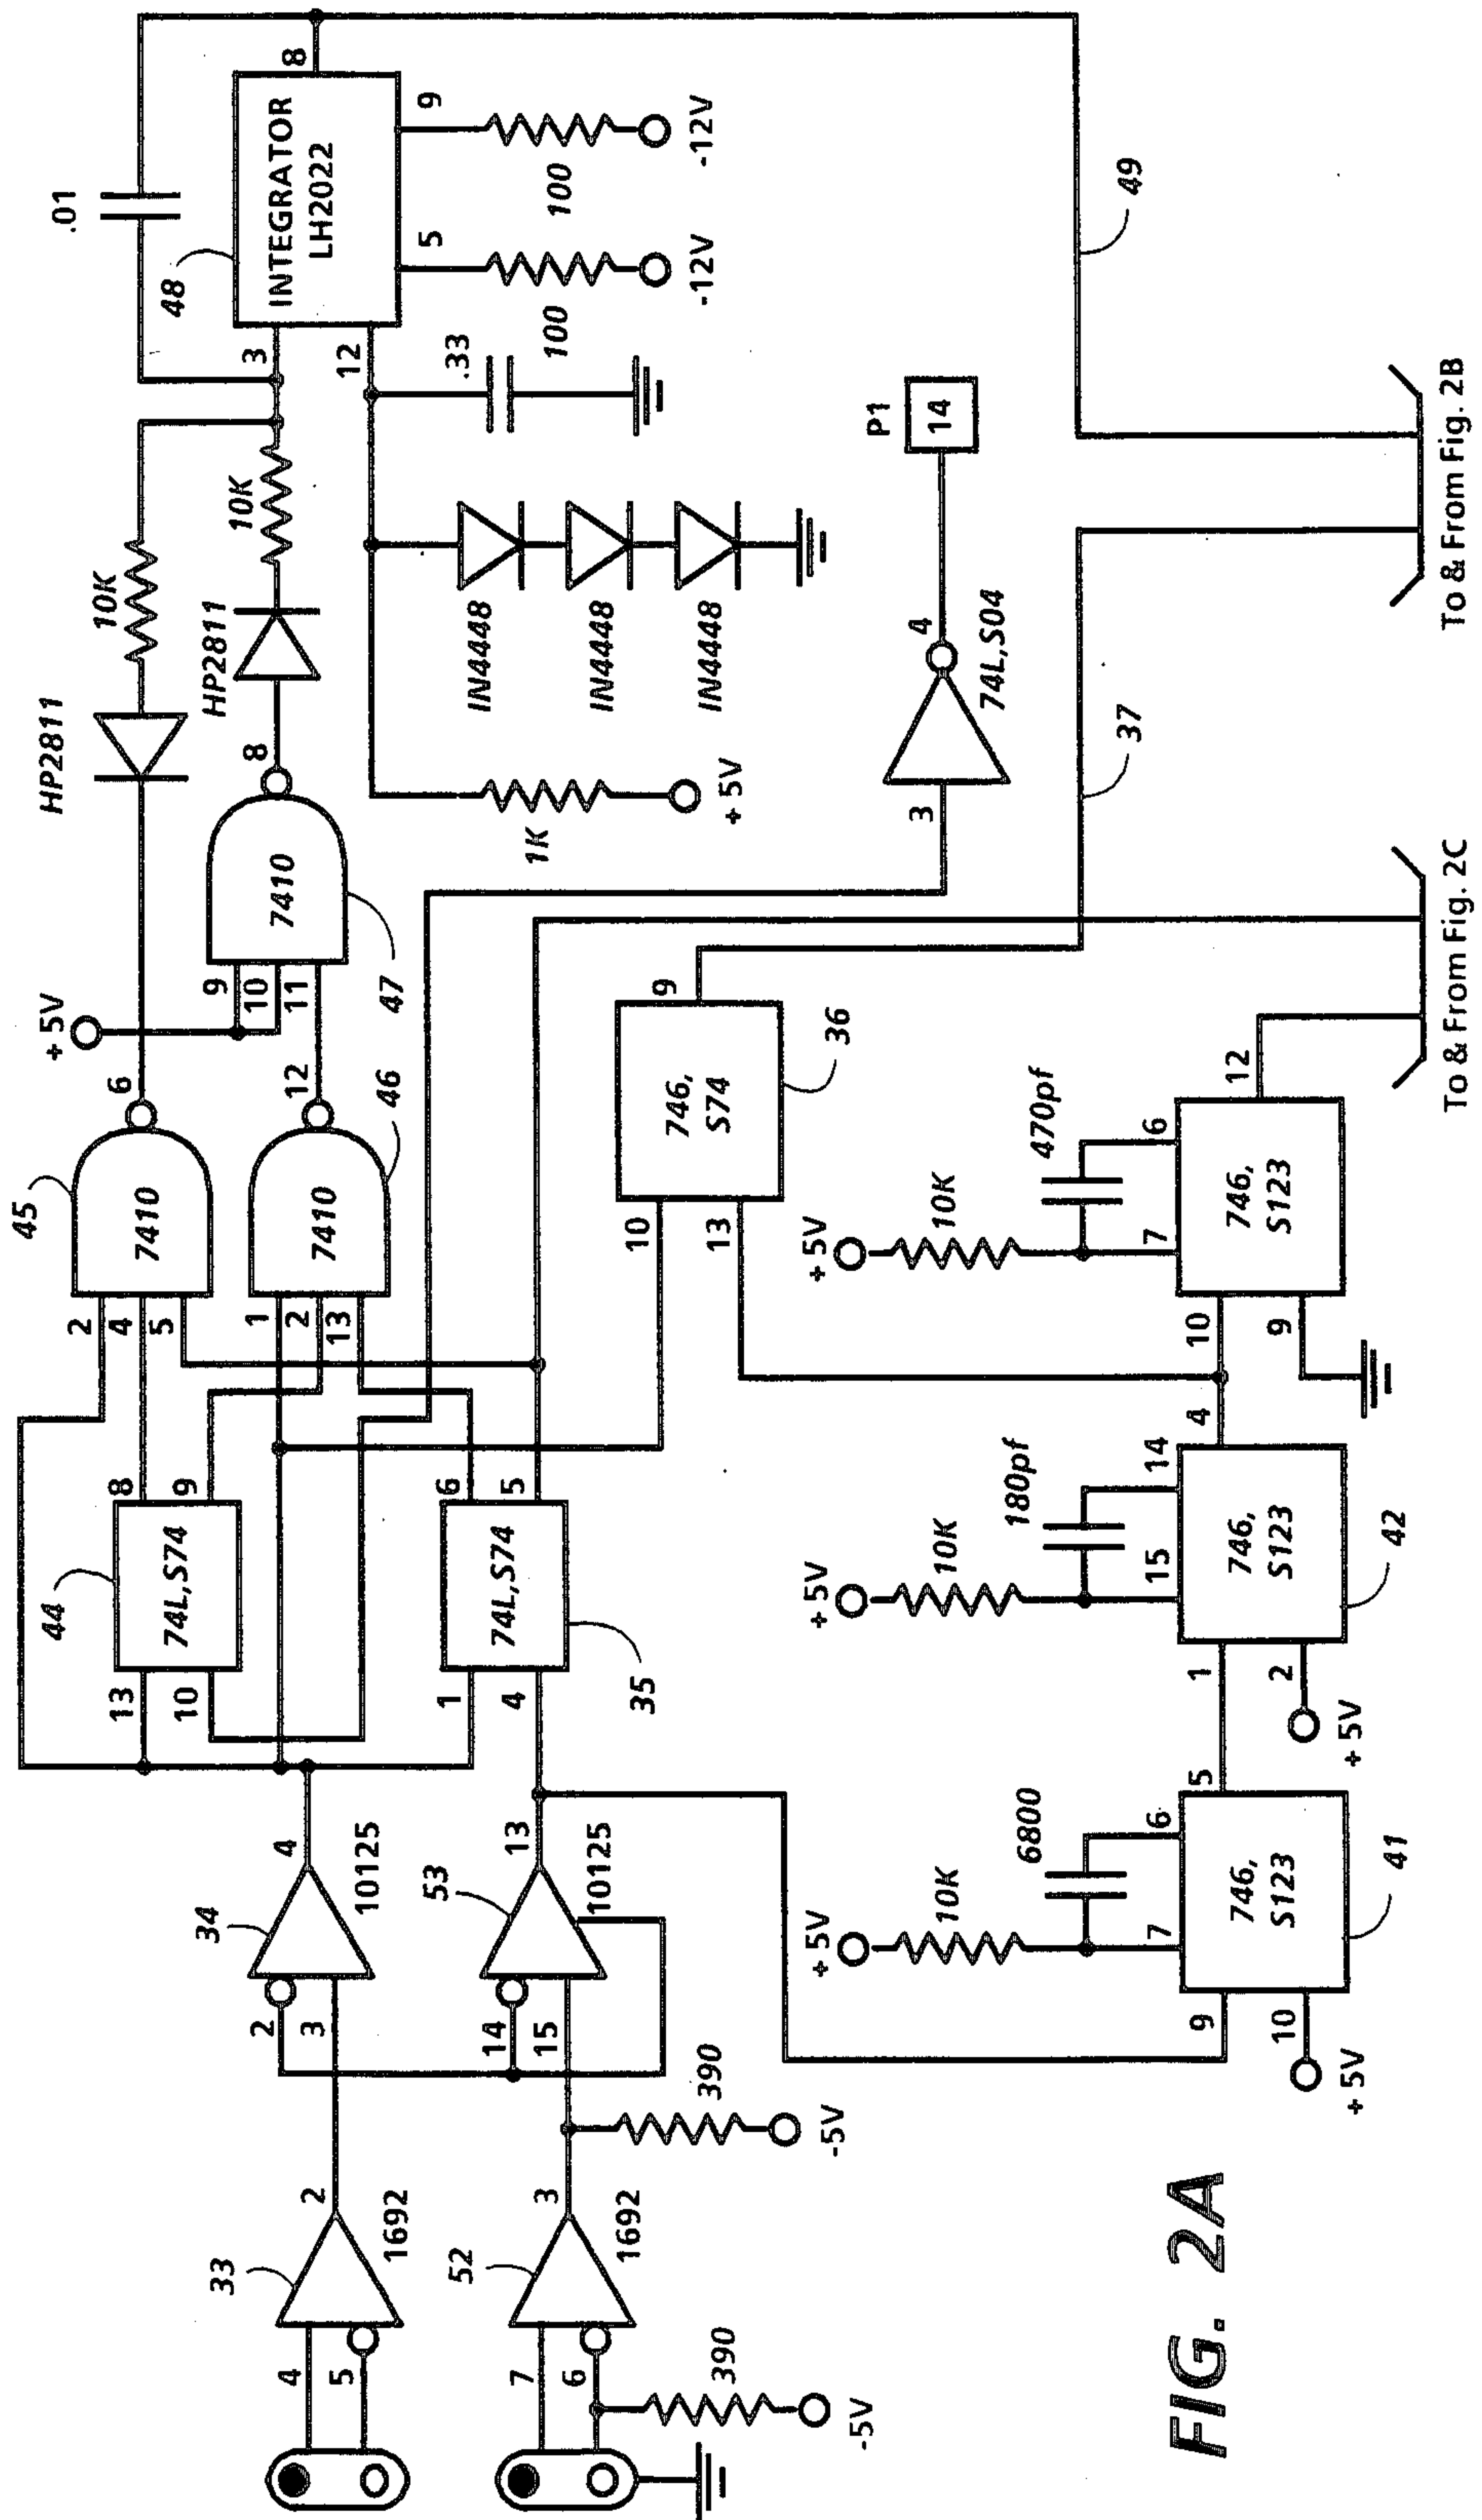 33
4
5
2
1692
52
7
6
3
1692
390
-5V
390
-5V
34
2
3
4
10125
53
14
15
13
10125
44
13
10
8
9
74L,S74
35
1
4
6
5
74L,S74
45
2
4
5
6
7410
46
1
2
13
12
7410
+5V
9
10
11
8
7410
47
HP2811
10K
HP2811
10K
.01
48
3
12
8
INTEGRATOR
LH2022
5
9
100
-12V
100
-12V
.33
IN4448
IN4448
IN4448
1K
+5V
3
4
74L,S04
P1
14
36
10
13
9
746,
S74
37
49
+5V
10K
6800
7
6
9
10
5
746,
S123
41
+5V
+5V
10K
180pf
15
14
1
2
4
746,
S123
42
+5V
+5V
10K
470pf
7
6
10
9
12
746,
S123
To & From Fig. 2C
To & From Fig. 2B
FIG. 2A